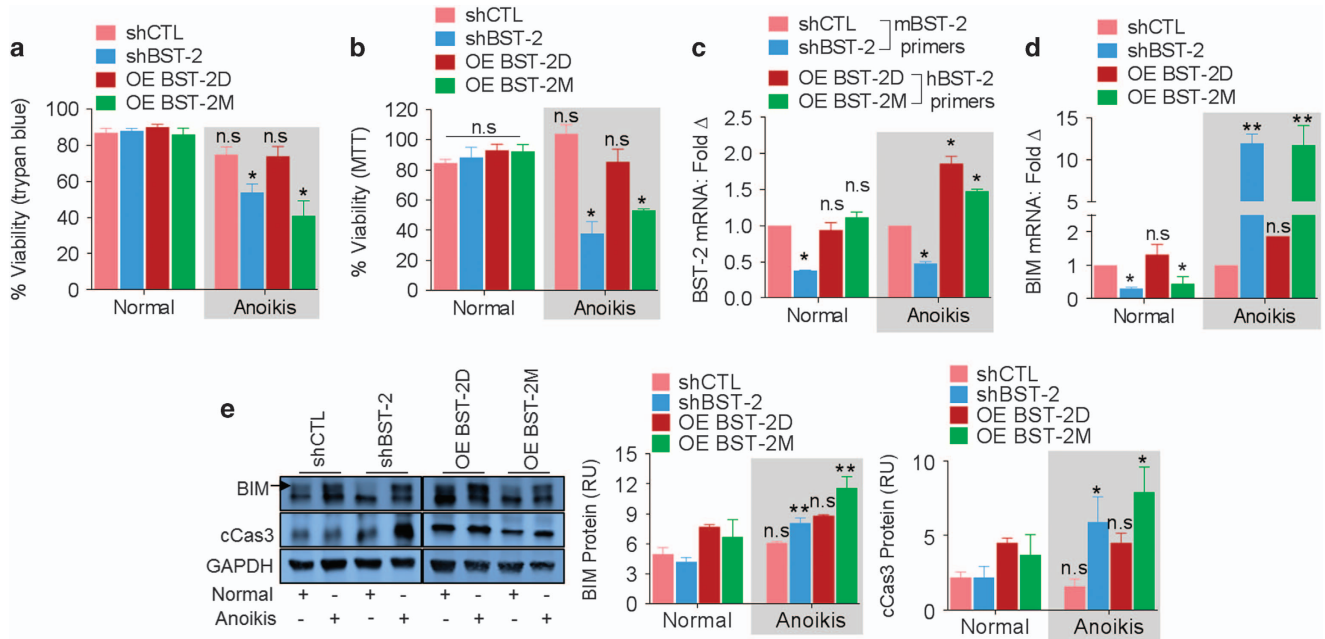 a
shCTL
shBST-2
OE BST-2D
OE BST-2M
% Viability (trypan blue)
100
80
60
40
20
0
n.s
*
n.s
*
Normal
Anoikis
b
shCTL
shBST-2
OE BST-2D
OE BST-2M
% Viability (MTT)
120
100
80
60
40
20
0
n.s
n.s
*
n.s
*
Normal
Anoikis
c
shCTL
shBST-2
mBST-2
primers
OE BST-2D
OE BST-2M
hBST-2
primers
BST-2 mRNA: Fold Δ
2.5
2.0
1.5
1.0
0.5
0.0
*
n.s
n.s
*
*
*
Normal
Anoikis
d
shCTL
shBST-2
OE BST-2D
OE BST-2M
BIM mRNA: Fold Δ
15
10
5
2
1
0
*
n.s
*
**
n.s
**
Normal
Anoikis
e
shCTL
shBST-2
OE BST-2D
OE BST-2M
BIM
cCas3
GAPDH
Normal + - + - + - + -
Anoikis - + - + - + - +
shCTL
shBST-2
OE BST-2D
OE BST-2M
BIM Protein (RU)
15
12
9
6
3
0
n.s
**
n.s
**
Normal
Anoikis
shCTL
shBST-2
OE BST-2D
OE BST-2M
cCas3 Protein (RU)
10
5
0
n.s
*
n.s
*
Normal
Anoikis